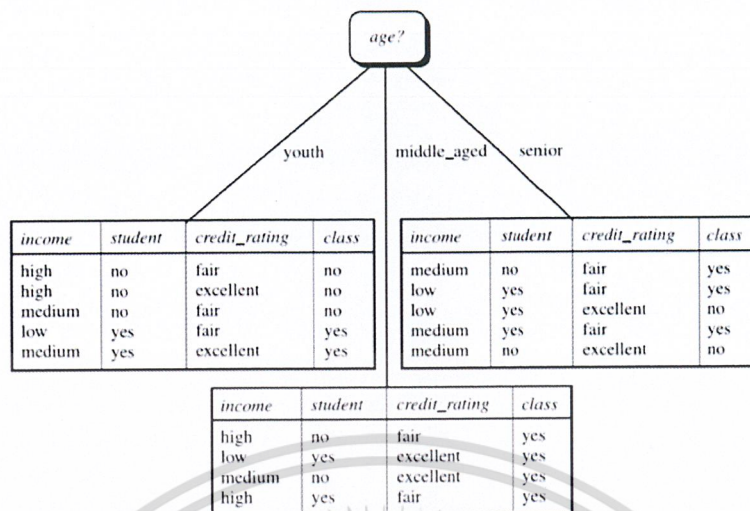 age?
youth
middle_aged
senior
income student credit_rating class
high no fair no
high no excellent no
medium no fair no
low yes fair yes
medium yes excellent yes
income student credit_rating class
medium no fair yes
low yes fair yes
low yes excellent no
medium yes fair yes
medium no excellent no
income student credit_rating class
high no fair yes
low yes excellent yes
medium no excellent yes
high yes fair yes